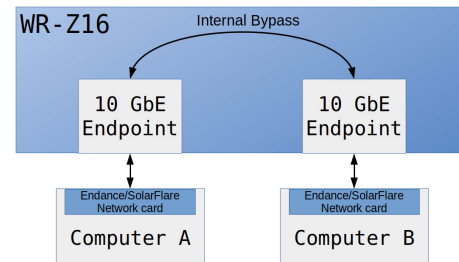 WR-Z16
Internal Bypass
10 GbE
Endpoint
10 GbE
Endpoint
Endance/SolarFlare
Network card
Computer A
Endance/SolarFlare
Network card
Computer B